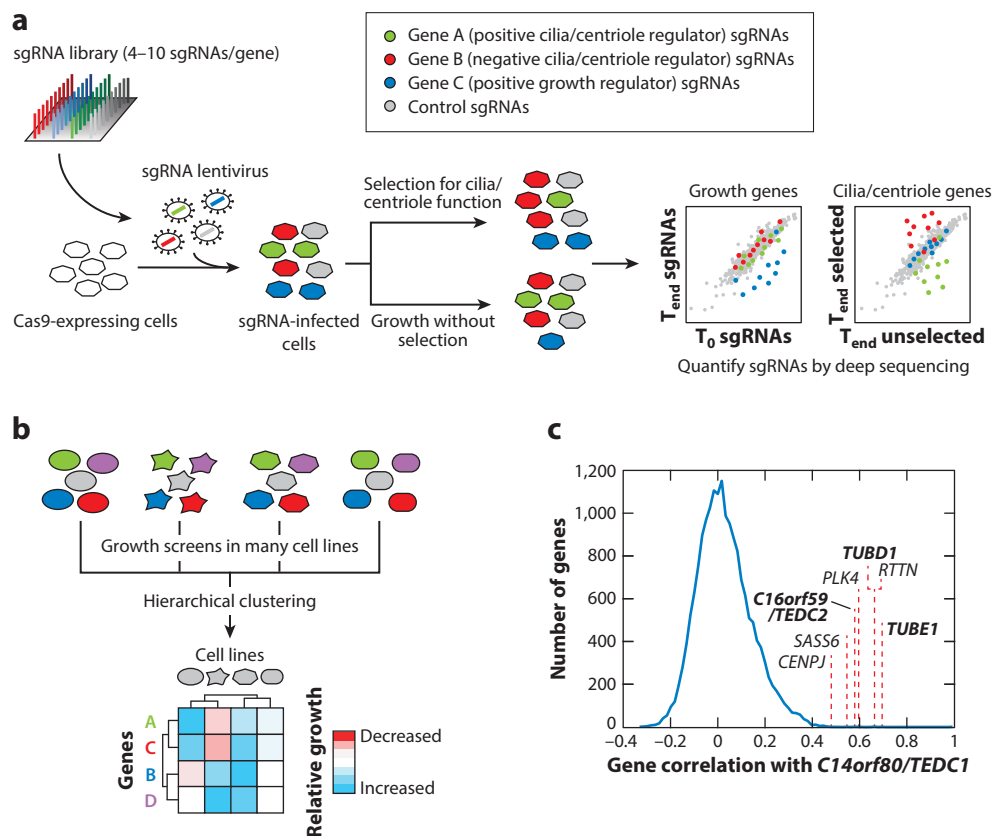 a
sgRNA library (4–10 sgRNAs/gene)
Gene A (positive cilia/centriole regulator) sgRNAs
Gene B (negative cilia/centriole regulator) sgRNAs
Gene C (positive growth regulator) sgRNAs
Control sgRNAs
sgRNA lentivirus
Cas9-expressing cells
sgRNA-infected
cells
Selection for cilia/
centriole function
Growth without
selection
Growth genes
Tend sgRNAs
T0 sgRNAs
Cilia/centriole genes
Tend selected
Tend unselected
Quantify sgRNAs by deep sequencing
b
Growth screens in many cell lines
Hierarchical clustering
Cell lines
Genes
A
C
B
D
Relative growth
Decreased
Increased
c
Number of genes
1,200
1,000
800
600
400
200
0
−0.4
−0.2
0
0.2
0.4
0.6
0.8
1
Gene correlation with C14orf80/TEDC1
TUBD1
PLK4
RTTN
C16orf59
/TEDC2
TUBE1
SASS6
CENPJ